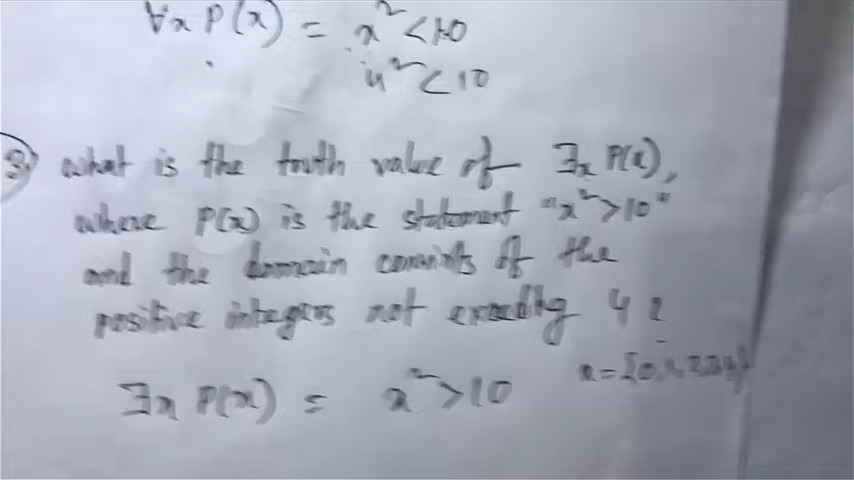 ∀x P(x) = x² < 10
4² < 10
3) what is the truth value of ∃x P(x),
where P(x) is the statement "x² > 10"
and the domain consists of the
positive integers not exceeding 4 ?
∃x P(x) = x² > 10